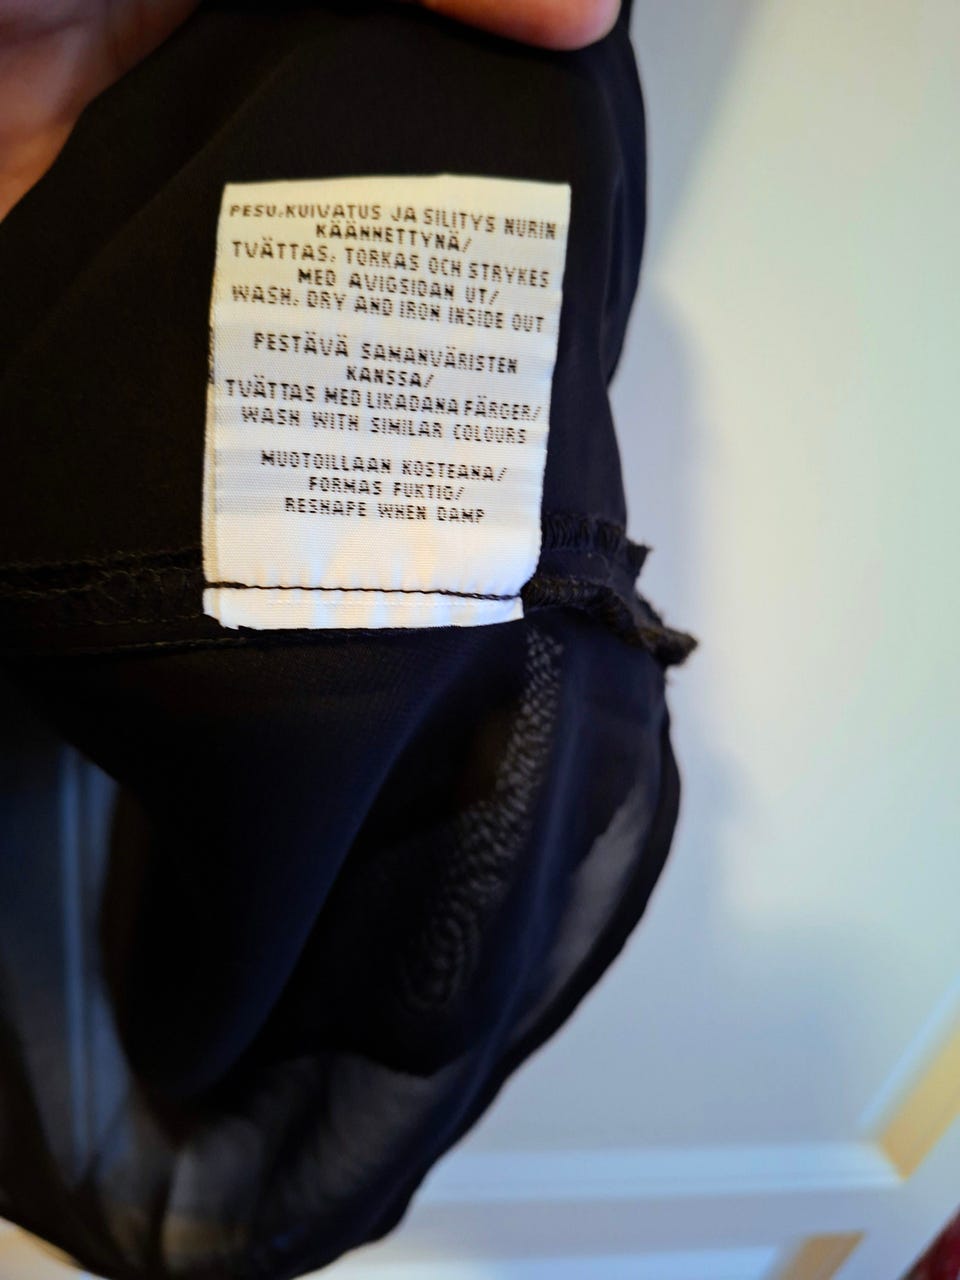 PESU, KUIVATUS JA SILITYS NURIN
KÄÄNNETTYNÄ/
TVÄTTAS, TORKAS OCH STRYKES
MED AVIGSIDAN UT/
WASH, DRY AND IRON INSIDE OUT
PESTÄVÄ SAMANVÄRISTEN
KANSSA/
TVÄTTAS MED LIKADANA FÄRGER/
WASH WITH SIMILAR COLOURS
MUOTOILLAAN KOSTEANA/
FORMAS FUKTIG/
RESHAPE WHEN DAMP